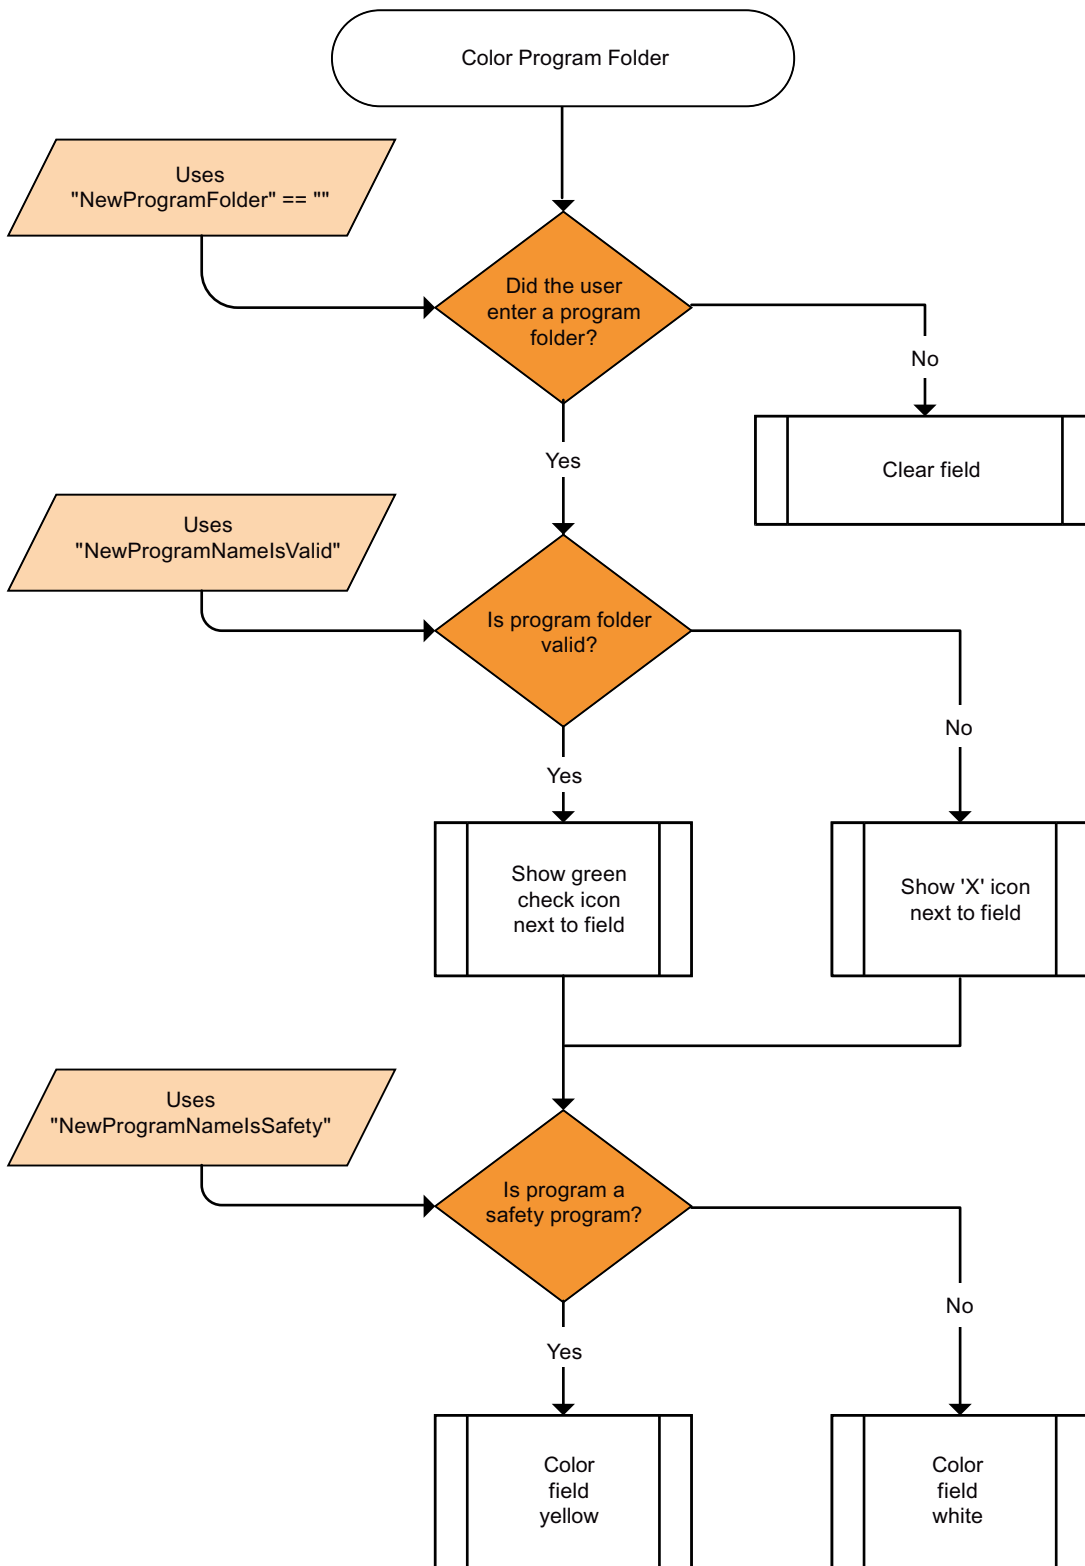 Color Program Folder
Uses
"NewProgramFolder" == ""
Did the user
enter a program
folder?
No
Clear field
Yes
Uses
"NewProgramNameIsValid"
Is program folder
valid?
No
Yes
Show green
check icon
next to field
Show 'X' icon
next to field
Uses
"NewProgramNameIsSafety"
Is program a
safety program?
No
Yes
Color
field
yellow
Color
field
white